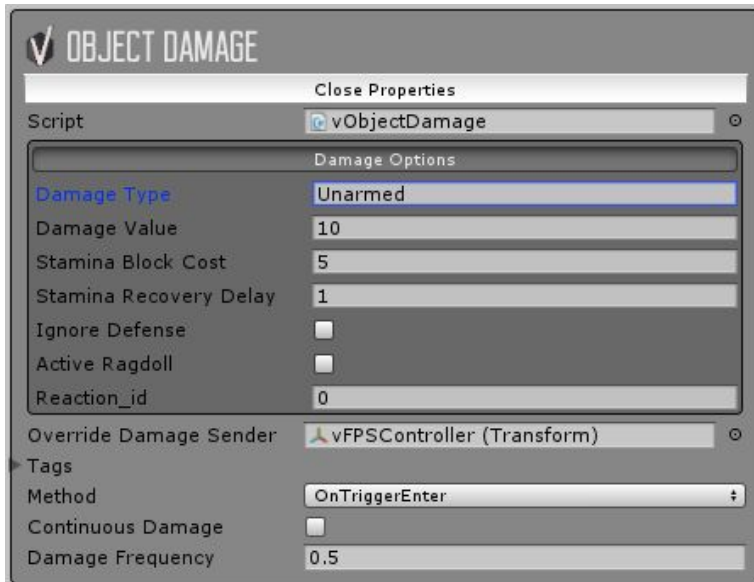 OBJECT DAMAGE
Close Properties
Script vObjectDamage
Damage Options
Damage Type Unarmed
Damage Value 10
Stamina Block Cost 5
Stamina Recovery Delay 1
Ignore Defense
Active Ragdoll
Reaction_id 0
Override Damage Sender vFPSController (Transform)
Tags
Method OnTriggerEnter
Continuous Damage
Damage Frequency 0.5